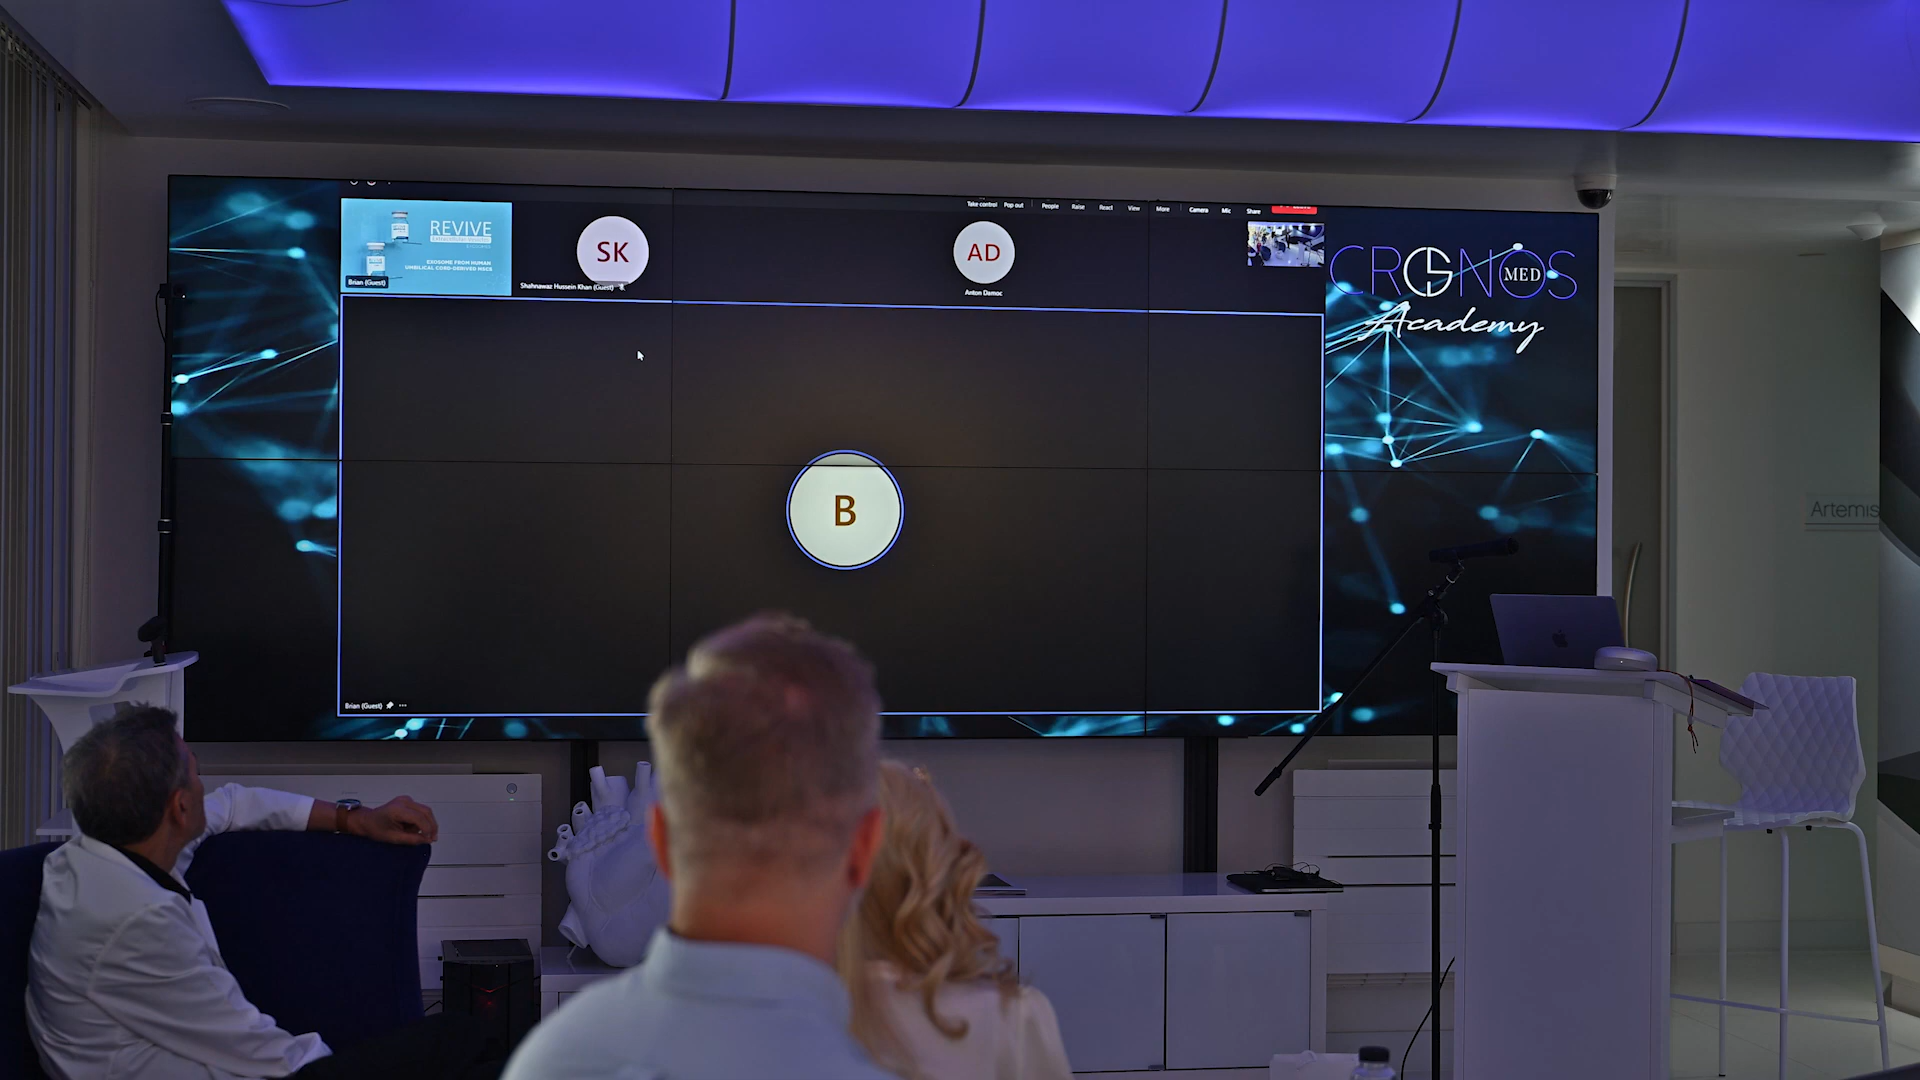 Take control Pop out People Raise React View More Camera Mic Share
REVIVE
EXOSOME FROM HUMAN
UMBILICAL CORD-DERIVED MSCS
Brian (Guest)
SK
Shahnawaz Hussein Khan (Guest)
AD
Anton Damoc
CRONOS
MED
Academy
B
Brian (Guest)
Artemis